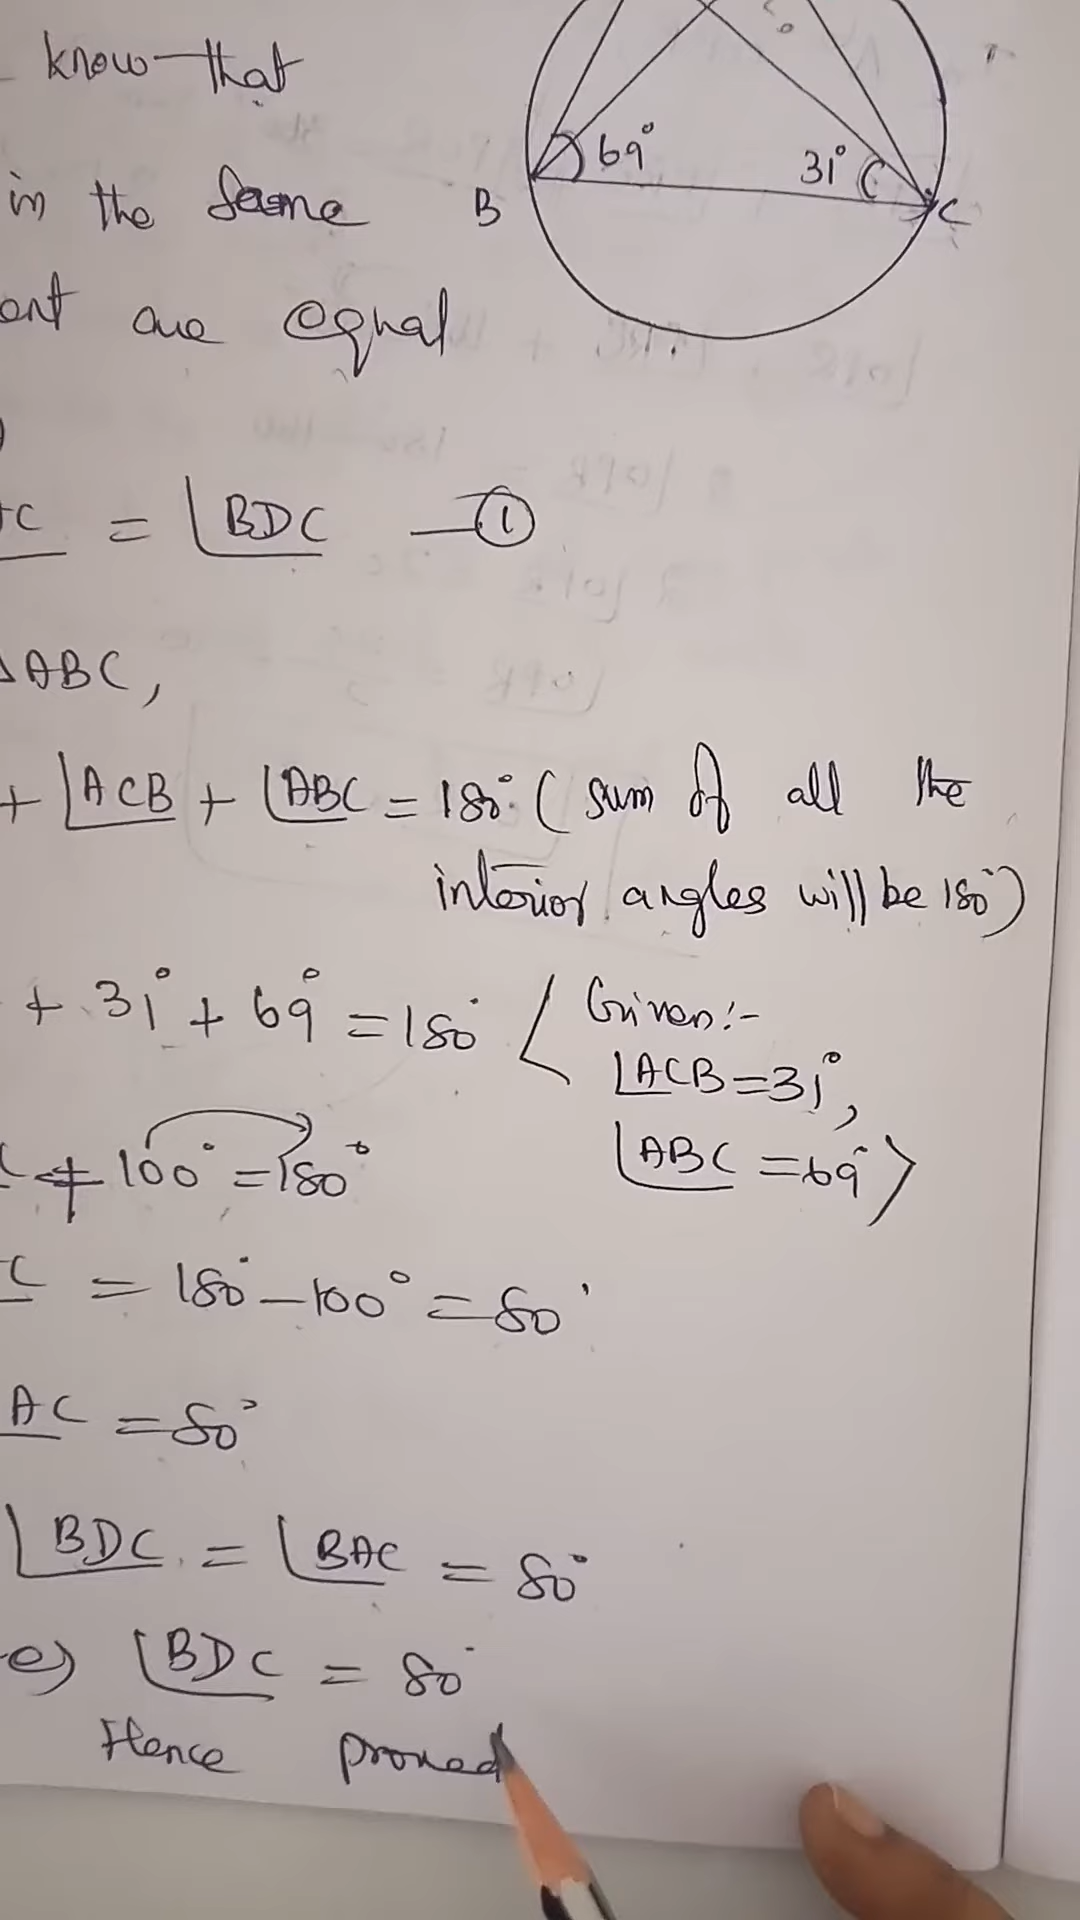 know that
69° 31°
in the same B C
are equal
= ∠BDC — ①
ABC,
+ ∠ACB + ∠ABC = 180° ( sum of all the
interior angles will be 180°)
+ 31° + 69° = 180° < Given:-
∠ACB = 31°,
+ 100° = 180° ∠ABC = 69° >
C = 180° - 100° = 80°
AC = 80°
∠BDC = ∠BAC = 80°
∠BDC = 80°
Hence proved